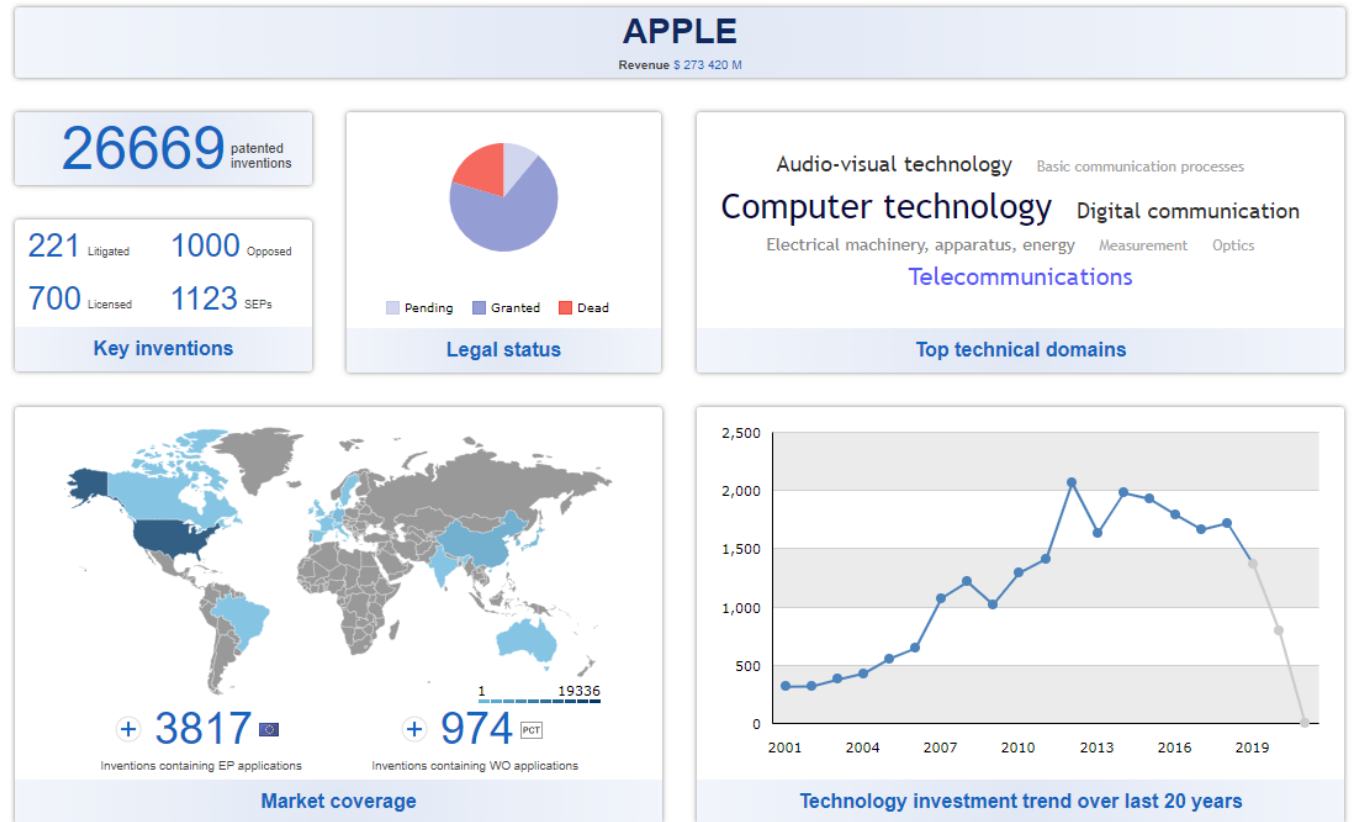 APPLE
Revenue $ 273 420 M
26669 patented inventions
221 Litigated 1000 Opposed
700 Licensed 1123 SEPs
Key inventions
Pending Granted Dead
Legal status
Audio-visual technology Basic communication processes
Computer technology Digital communication
Electrical machinery, apparatus, energy Measurement Optics
Telecommunications
Top technical domains
1 19336
+ 3817
Inventions containing EP applications
+ 974 PCT
Inventions containing WO applications
Market coverage
2,500
2,000
1,500
1,000
500
0
2001 2004 2007 2010 2013 2016 2019
Technology investment trend over last 20 years